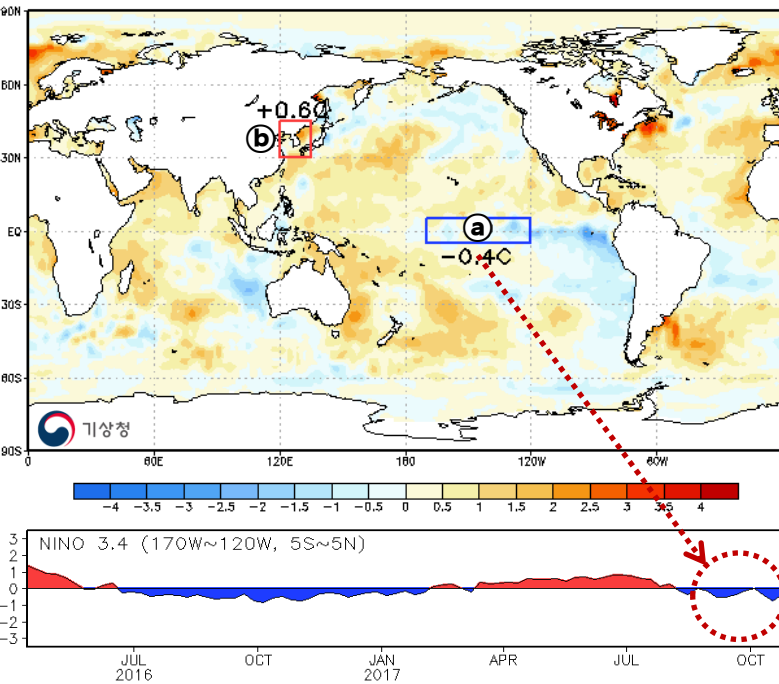 90N
60N
30N
EQ
30S
60S
90S
+0.60
ⓑ
ⓐ
-0.40
기상청
0 60E 120E 180 120W 60W
-4 -3.5 -3 -2.5 -2 -1.5 -1 -0.5 0 0.5 1 1.5 2 2.5 3 3.5 4
NINO 3.4 (170W~120W, 5S~5N)
3
2
1
0
-1
-2
-3
JUL OCT JAN APR JUL OCT
2016 2017